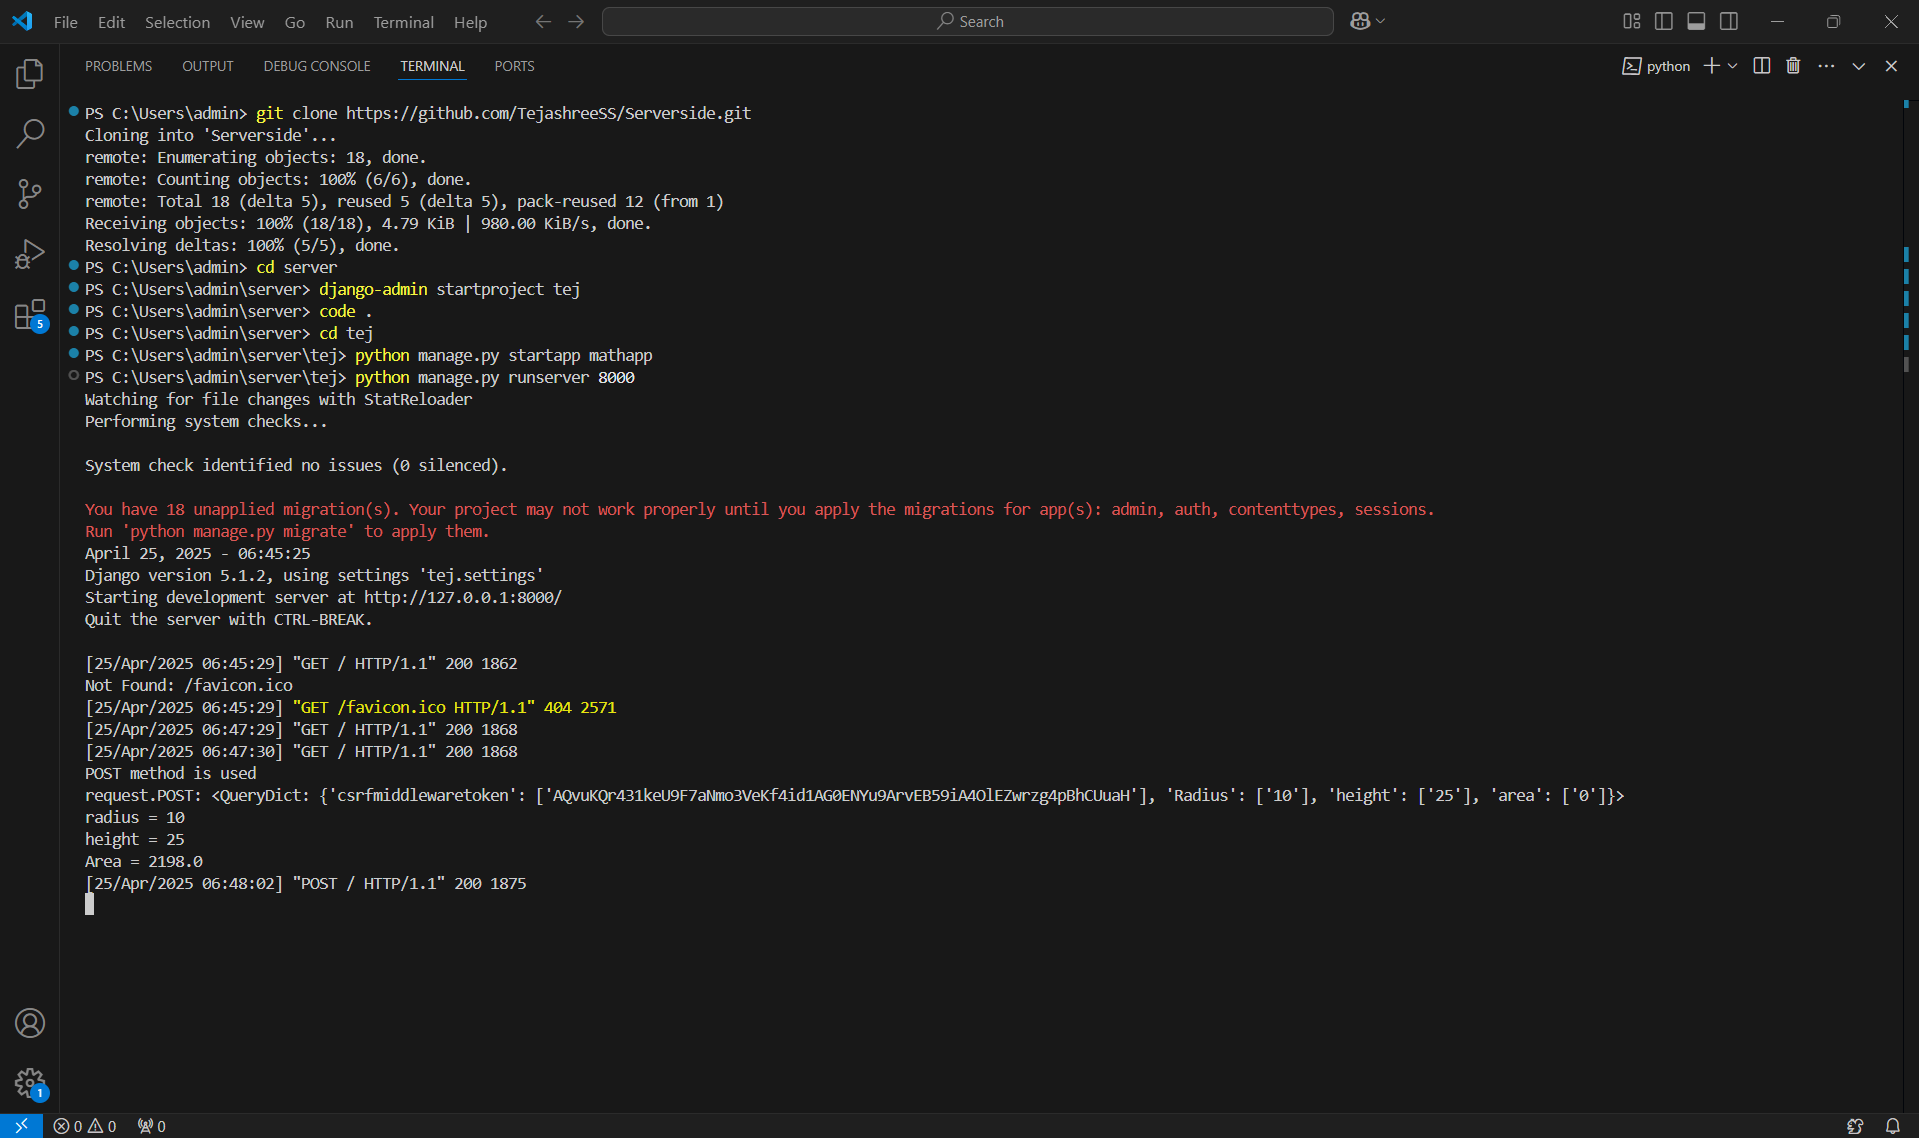 File Edit Selection View Go Run Terminal Help Search
PROBLEMS OUTPUT DEBUG CONSOLE TERMINAL PORTS python
PS C:\Users\admin> git clone https://github.com/TejashreeSS/Serverside.git
Cloning into 'Serverside'...
remote: Enumerating objects: 18, done.
remote: Counting objects: 100% (6/6), done.
remote: Total 18 (delta 5), reused 5 (delta 5), pack-reused 12 (from 1)
Receiving objects: 100% (18/18), 4.79 KiB | 980.00 KiB/s, done.
Resolving deltas: 100% (5/5), done.
PS C:\Users\admin> cd server
PS C:\Users\admin\server> django-admin startproject tej
PS C:\Users\admin\server> code .
PS C:\Users\admin\server> cd tej
PS C:\Users\admin\server\tej> python manage.py startapp mathapp
PS C:\Users\admin\server\tej> python manage.py runserver 8000
Watching for file changes with StatReloader
Performing system checks...
System check identified no issues (0 silenced).
You have 18 unapplied migration(s). Your project may not work properly until you apply the migrations for app(s): admin, auth, contenttypes, sessions.
Run 'python manage.py migrate' to apply them.
April 25, 2025 - 06:45:25
Django version 5.1.2, using settings 'tej.settings'
Starting development server at http://127.0.0.1:8000/
Quit the server with CTRL-BREAK.
[25/Apr/2025 06:45:29] "GET / HTTP/1.1" 200 1862
Not Found: /favicon.ico
[25/Apr/2025 06:45:29] "GET /favicon.ico HTTP/1.1" 404 2571
[25/Apr/2025 06:47:29] "GET / HTTP/1.1" 200 1868
[25/Apr/2025 06:47:30] "GET / HTTP/1.1" 200 1868
POST method is used
request.POST: <QueryDict: {'csrfmiddlewaretoken': ['AQvuKQr431keU9F7aNmo3VeKf4id1AG0ENYu9ArvEB59iA4OlEZwrzg4pBhCUuaH'], 'Radius': ['10'], 'height': ['25'], 'area': ['0']}>
radius = 10
height = 25
Area = 2198.0
[25/Apr/2025 06:48:02] "POST / HTTP/1.1" 200 1875
5
1
0 0 0